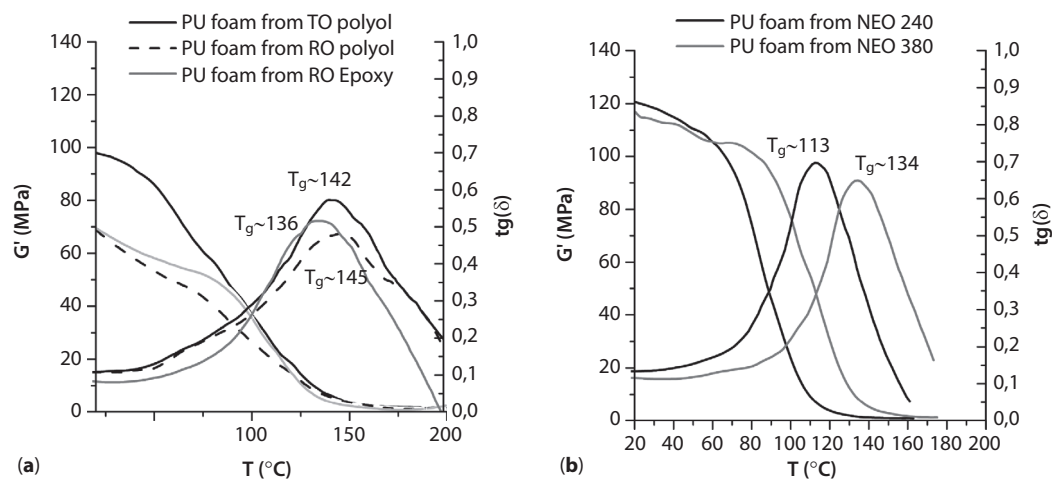 PU foam from TO polyol
PU foam from RO polyol
PU foam from RO Epoxy
140
120
100
80
60
40
20
0
G' (MPa)
1,0
0,9
0,8
0,7
0,6
0,5
0,4
0,3
0,2
0,1
0,0
tg(δ)
Tg~142
Tg~136
Tg~145
100 150 200
(a) T (°C)
PU foam from NEO 240
PU foam from NEO 380
140
120
100
80
60
40
20
0
G' (MPa)
1,0
0,9
0,8
0,7
0,6
0,5
0,4
0,3
0,2
0,1
0,0
tg(δ)
Tg~113
Tg~134
20 40 60 80 100 120 140 160 180 200
(b) T (°C)